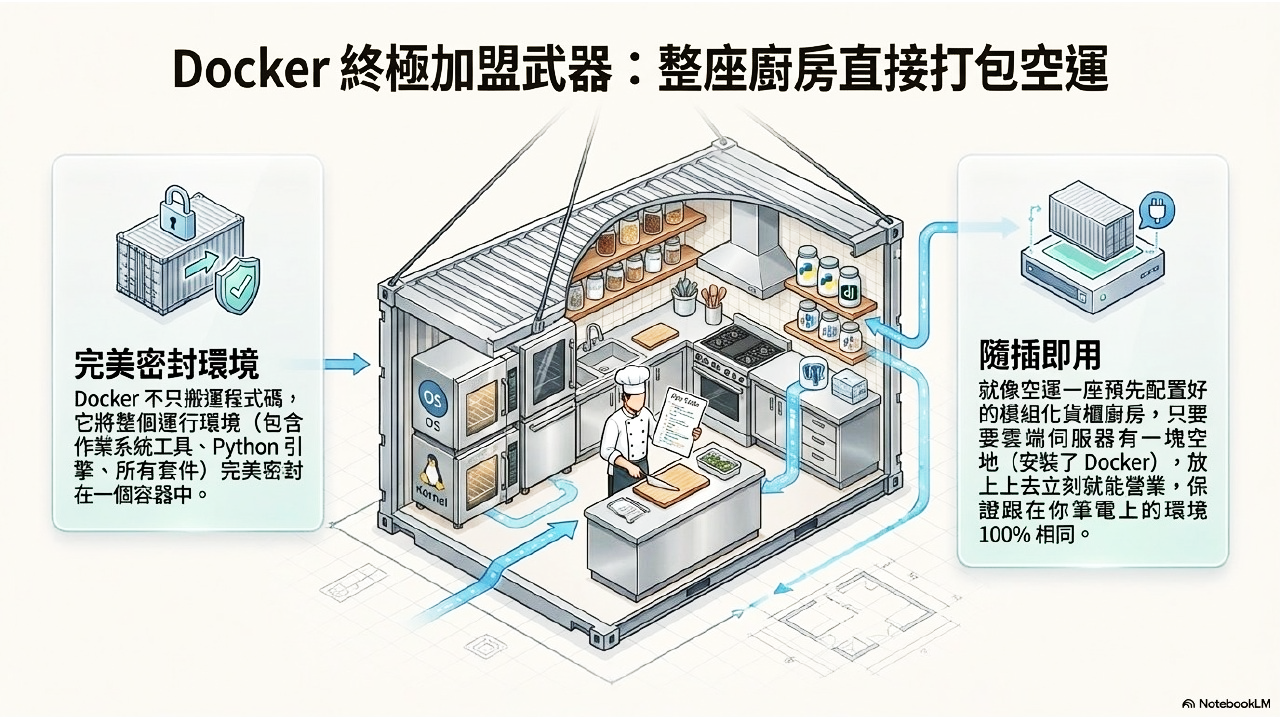 Docker 終極加盟武器：整座廚房直接打包空運
完美密封環境
Docker 不只搬運程式碼，
它將整個運行環境（包含
作業系統工具、Python 引
擎、所有套件）完美密封
在一個容器中。
OS
OS
Kernel
dj
隨插即用
就像空運一座預先配置好
的模組化貨櫃廚房，只要
要雲端伺服器有一塊空
地（安裝了 Docker），放
上上去立刻就能營業，保
證跟在你筆電上的環境
100% 相同。
NotebookLM